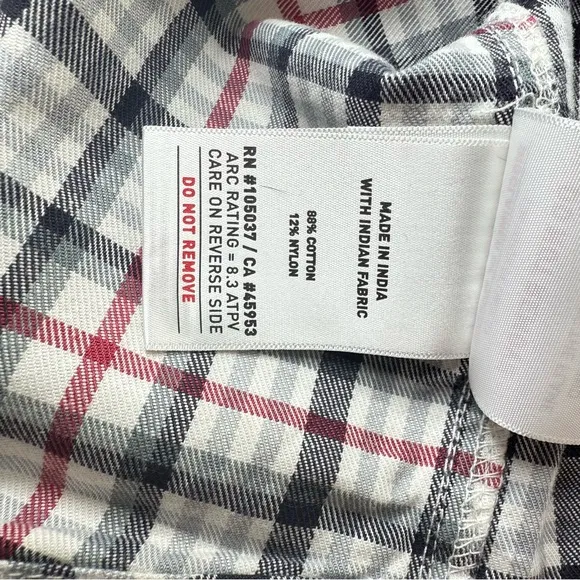 MADE IN INDIA
WITH INDIAN FABRIC
88% COTTON
12% NYLON
RN #105037 / CA #45953
ARC RATING = 8.3 ATPV
CARE ON REVERSE SIDE
DO NOT REMOVE